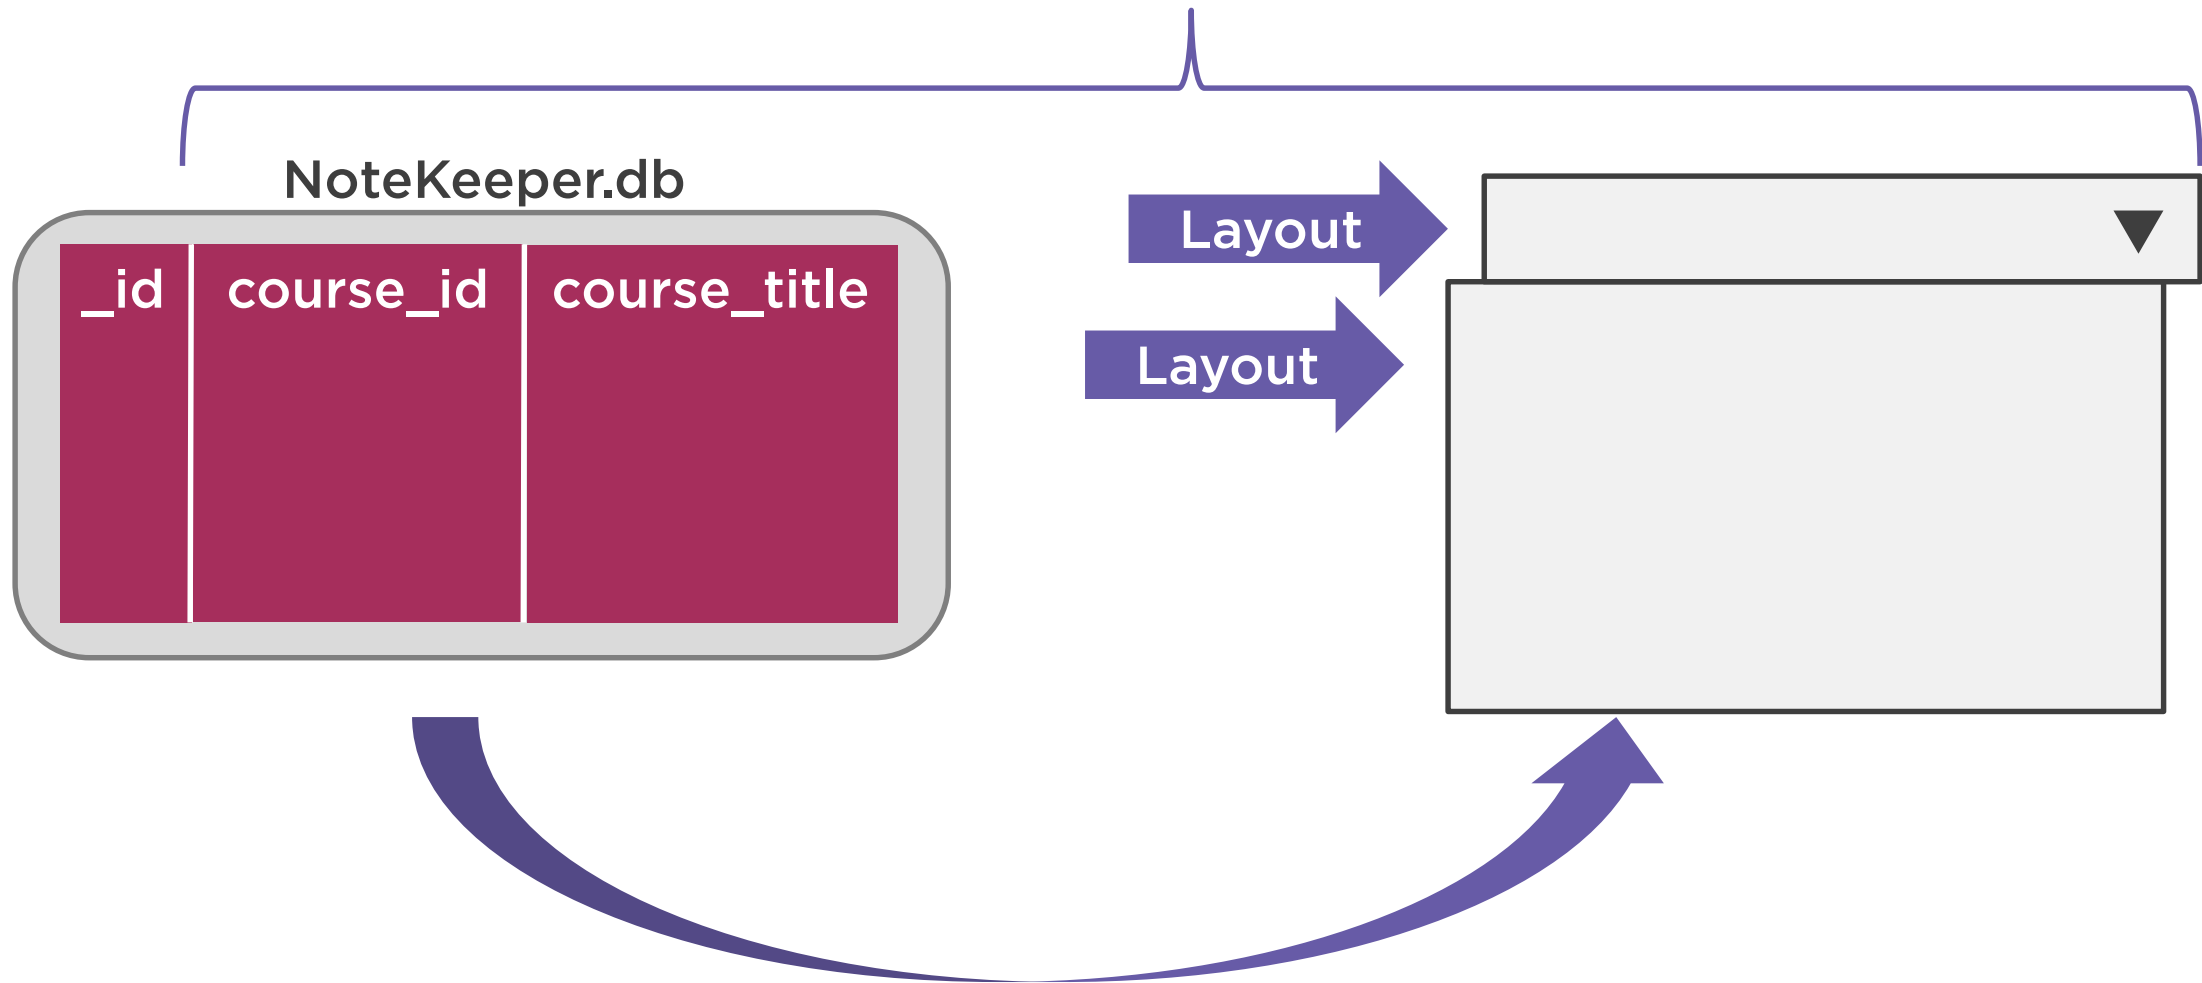 NoteKeeper.db
_id course_id course_title
Layout
Layout